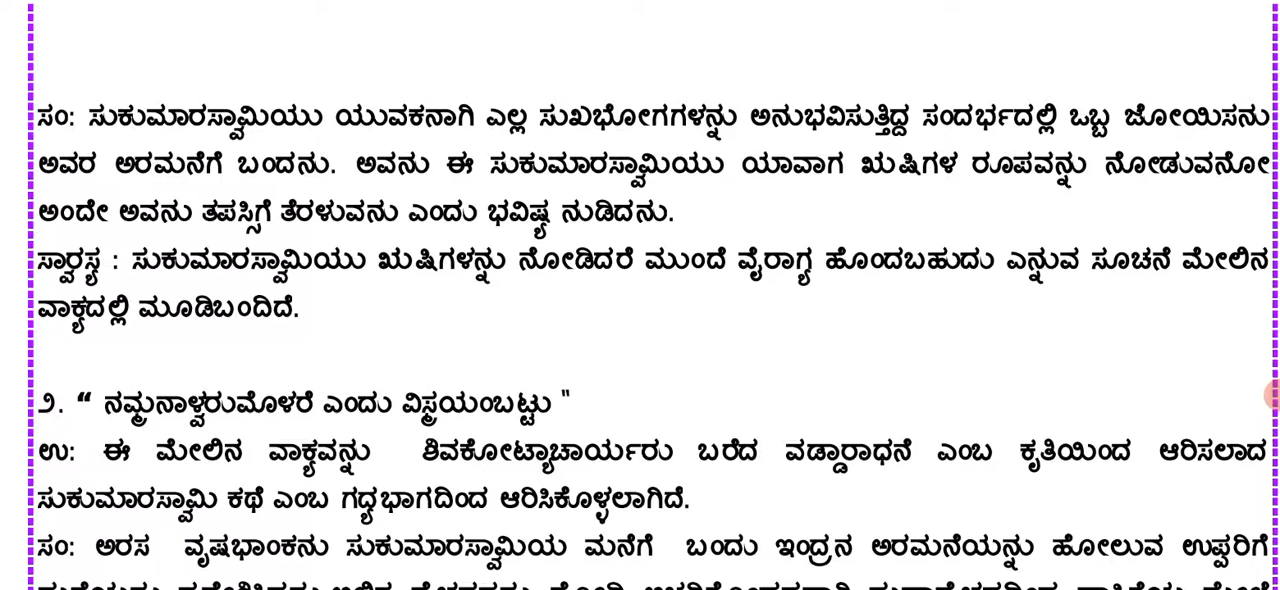 ಸಂ: ಸುಕುಮಾರಸ್ವಾಮಿಯು ಯುವಕನಾಗಿ ಎಲ್ಲ ಸುಖಭೋಗಗಳನ್ನು ಅನುಭವಿಸುತ್ತಿದ್ದ ಸಂದರ್ಭದಲ್ಲಿ ಒಬ್ಬ ಜೋಯಿಸನು
ಅವರ ಅರಮನೆಗೆ ಬಂದನು. ಅವನು ಈ ಸುಕುಮಾರಸ್ವಾಮಿಯು ಯಾವಾಗ ಋಷಿಗಳ ರೂಪವನ್ನು ನೋಡುವನೋ
ಅಂದೇ ಅವನು ತಪಸ್ಸಿಗೆ ತೆರಳುವನು ಎಂದು ಭವಿಷ್ಯ ನುಡಿದನು.
ಸ್ವಾರಸ್ಯ : ಸುಕುಮಾರಸ್ವಾಮಿಯು ಋಷಿಗಳನ್ನು ನೋಡಿದರೆ ಮುಂದೆ ವೈರಾಗ್ಯ ಹೊಂದಬಹುದು ಎನ್ನುವ ಸೂಚನೆ ಮೇಲಿನ
ವಾಕ್ಯದಲ್ಲಿ ಮೂಡಿಬಂದಿದೆ.
೨. “ ನಮ್ಮನಾಳ್ವರುಮೊಳರೆ ಎಂದು ವಿಸ್ಮಯಂಬಟ್ಟು "
ಉ: ಈ ಮೇಲಿನ ವಾಕ್ಯವನ್ನು ಶಿವಕೋಟ್ಯಾಚಾರ್ಯರು ಬರೆದ ವಡ್ಡಾರಾಧನೆ ಎಂಬ ಕೃತಿಯಿಂದ ಆರಿಸಲಾದ
ಸುಕುಮಾರಸ್ವಾಮಿ ಕಥೆ ಎಂಬ ಗದ್ಯಭಾಗದಿಂದ ಆರಿಸಿಕೊಳ್ಳಲಾಗಿದೆ.
ಸಂ: ಅರಸ ವೃಷಭಾಂಕನು ಸುಕುಮಾರಸ್ವಾಮಿಯ ಮನೆಗೆ ಬಂದು ಇಂದ್ರನ ಅರಮನೆಯನ್ನು ಹೋಲುವ ಉಪ್ಪರಿಗೆ